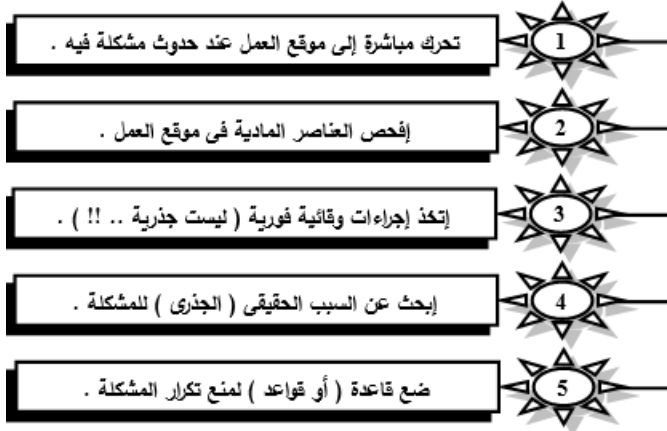 1 تحرك مباشرة إلى موقع العمل عند حدوث مشكلة فيه .
2 إفحص العناصر المادية فى موقع العمل .
3 إتكذ إجراءات وقائية فورية ( ليست جذرية .. !! ) .
4 إبحث عن السبب الحقيقى ( الجذرى ) للمشكلة .
5 ضع قاعدة ( أو قواعد ) لمنع تكرار المشكلة .